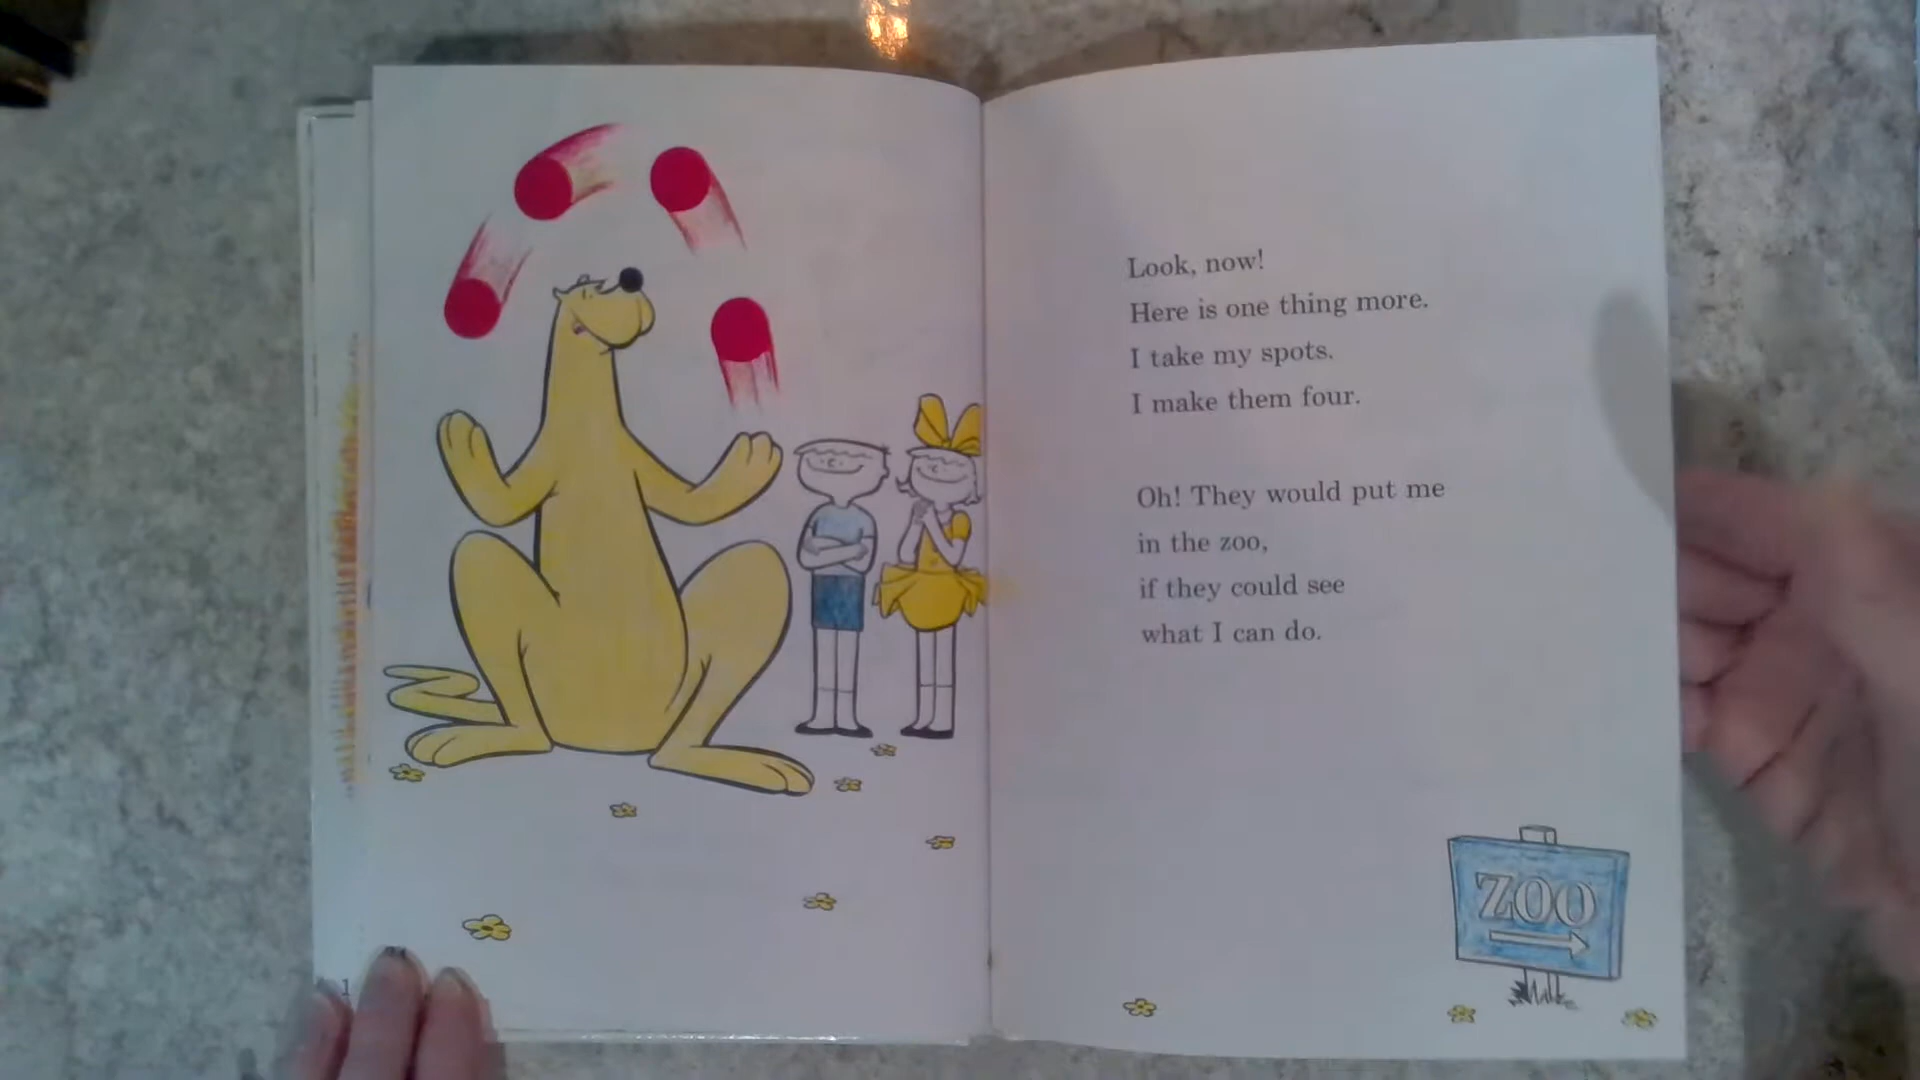 Look, now!
Here is one thing more.
I take my spots.
I make them four.
Oh! They would put me
in the zoo,
if they could see
what I can do.
ZOO
1